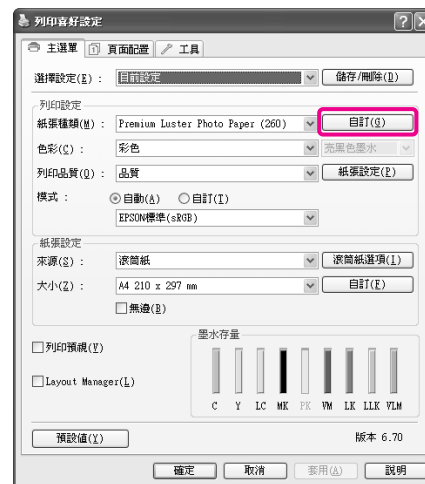 列印喜好設定
主選單 頁面配置 工具
選擇設定(E) : 目前設定 儲存/刪除(D)
列印設定
紙張種類(M) : Premium Luster Photo Paper (260) 自訂(G)
色彩(C) : 彩色 亮黑色墨水
列印品質(Q) : 品質 紙張設定(P)
模式 : 自動(A) 自訂(I)
EPSON標準(sRGB)
紙張設定
來源(S) : 滾筒紙 滾筒紙選項(I)
大小(Z) : A4 210 x 297 mm 自訂(F)
無邊(B)
墨水存量
列印預視(V)
Layout Manager(L)
C Y LC MK PK VM LK LLK VLM
預設值(Y) 版本 6.70
確定 取消 套用(A) 說明